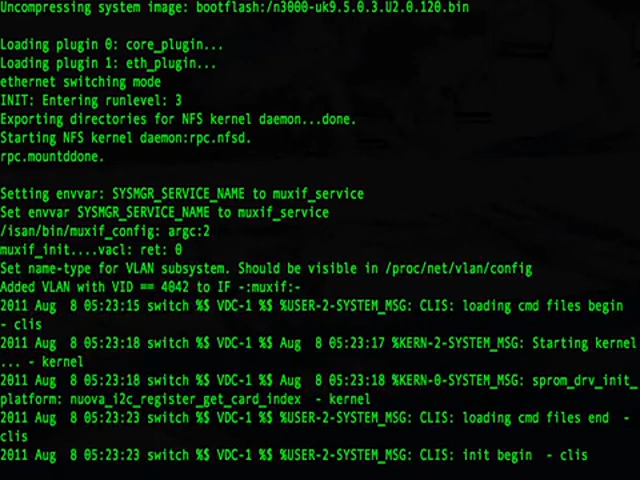 Uncompressing system image: bootflash:/n3000-uk9.5.0.3.U2.0.120.bin
Loading plugin 0: core_plugin...
Loading plugin 1: eth_plugin...
ethernet switching mode
INIT: Entering runlevel: 3
Exporting directories for NFS kernel daemon...done.
Starting NFS kernel daemon:rpc.nfsd.
rpc.mountddone.
Setting envvar: SYSMGR_SERVICE_NAME to muxif_service
Set envvar SYSMGR_SERVICE_NAME to muxif_service
/isan/bin/muxif_config: argc:2
muxif_init....vacl: ret: 0
Set name-type for VLAN subsystem. Should be visible in /proc/net/vlan/config
Added VLAN with VID == 4042 to IF -:muxif:-
2011 Aug  8 05:23:15 switch %$ VDC-1 %$ %USER-2-SYSTEM_MSG: CLIS: loading cmd files begin
- clis
2011 Aug  8 05:23:18 switch %$ VDC-1 %$ Aug  8 05:23:17 %KERN-2-SYSTEM_MSG: Starting kernel
... - kernel
2011 Aug  8 05:23:18 switch %$ VDC-1 %$ Aug  8 05:23:18 %KERN-0-SYSTEM_MSG: sprom_drv_init_
platform: nuova_i2c_register_get_card_index  - kernel
2011 Aug  8 05:23:23 switch %$ VDC-1 %$ %USER-2-SYSTEM_MSG: CLIS: loading cmd files end  -
clis
2011 Aug  8 05:23:23 switch %$ VDC-1 %$ %USER-2-SYSTEM_MSG: CLIS: init begin  - clis